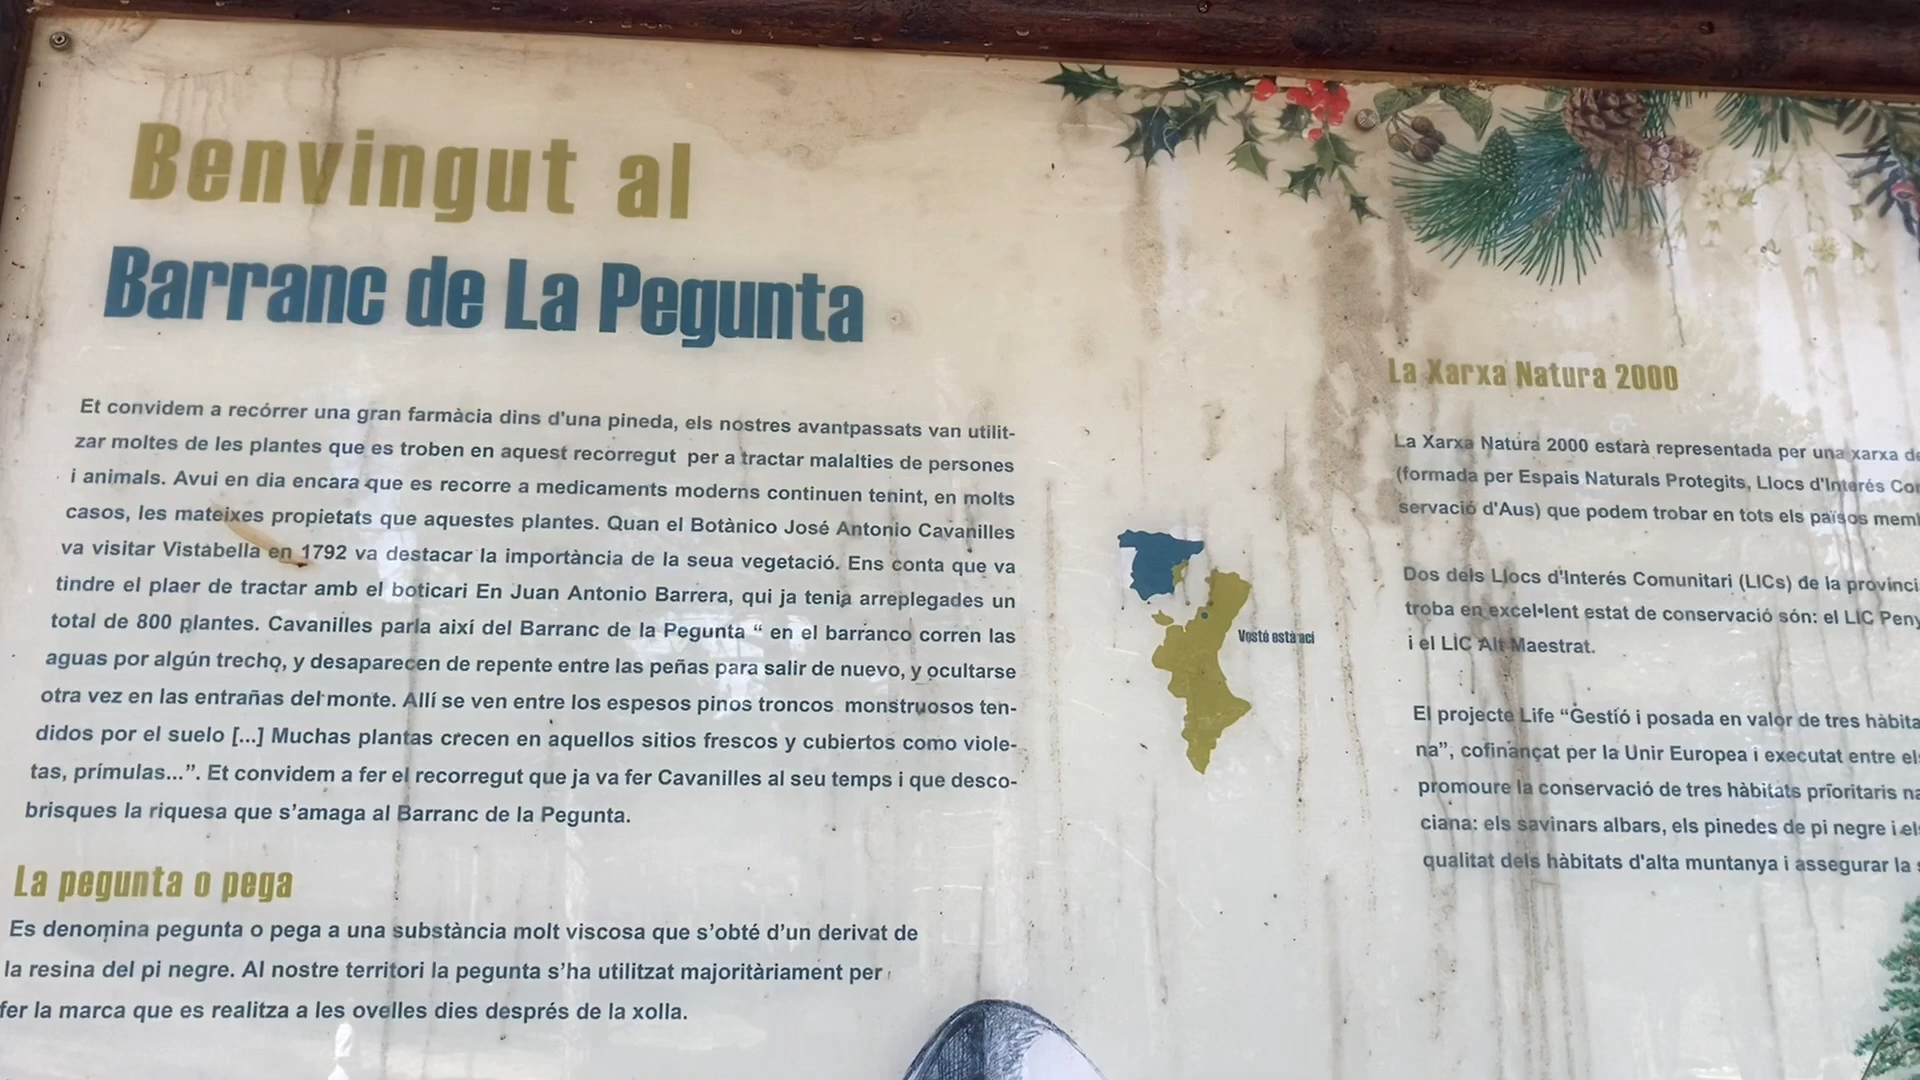 Benvingut al
Barranc de La Pegunta
Et convidem a recórrer una gran farmàcia dins d'una pineda, els nostres avantpassats van utilit-
zar moltes de les plantes que es troben en aquest recorregut per a tractar malalties de persones
i animals. Avui en dia encara que es recorre a medicaments moderns continuen tenint, en molts
casos, les mateixes propietats que aquestes plantes. Quan el Botànico José Antonio Cavanilles
va visitar Vistabella en 1792 va destacar la importància de la seua vegetació. Ens conta que va
tindre el plaer de tractar amb el boticari En Juan Antonio Barrera, qui ja tenia arreplegades un
total de 800 plantes. Cavanilles parla així del Barranc de la Pegunta “ en el barranco corren las
aguas por algún trecho, y desaparecen de repente entre las peñas para salir de nuevo, y ocultarse
otra vez en las entrañas del monte. Allí se ven entre los espesos pinos troncos monstruosos ten-
didos por el suelo [...] Muchas plantas crecen en aquellos sitios frescos y cubiertos como viole-
tas, prímulas...”. Et convidem a fer el recorregut que ja va fer Cavanilles al seu temps i que desco-
brisques la riquesa que s’amaga al Barranc de la Pegunta.
La pegunta o pega
Es denomina pegunta o pega a una substància molt viscosa que s’obté d’un derivat de
la resina del pi negre. Al nostre territori la pegunta s’ha utilitzat majoritàriament per
fer la marca que es realitza a les ovelles dies després de la xolla.
Vosté està ací
La Xarxa Natura 2000
La Xarxa Natura 2000 estarà representada per una xarxa de
(formada per Espais Naturals Protegits, Llocs d'Interés
servació d'Aus) que podem trobar en tots els països
Dos dels Llocs d'Interés Comunitari (LICs) de la
troba en excel•lent estat de conservació són: el LIC
i el LIC Alt Maestrat.
El projecte Life “Gestió i posada en valor de tres
na”, cofinançat per la Unir Europea i executat entre
promoure la conservació de tres hàbitats prioritaris
ciana: els savinars albars, els pinedes de pi negre i
qualitat dels hàbitats d'alta muntanya i assegurar la